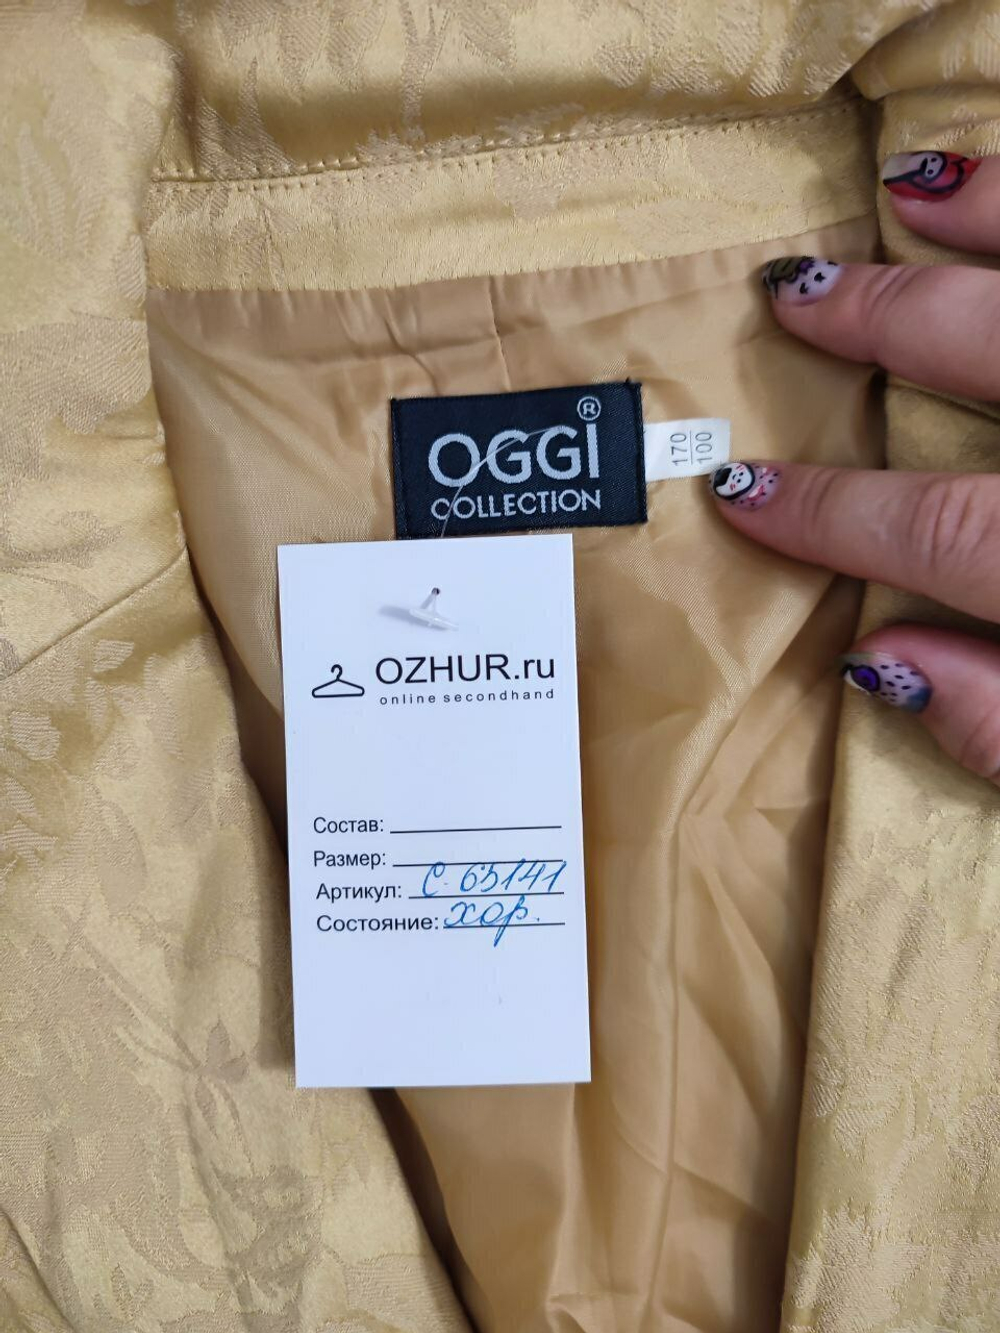 OGGI ®
COLLECTION
170
100
OZHUR.ru
online secondhand
Состав:
Размер:
Артикул: С-65141
Состояние: хор.